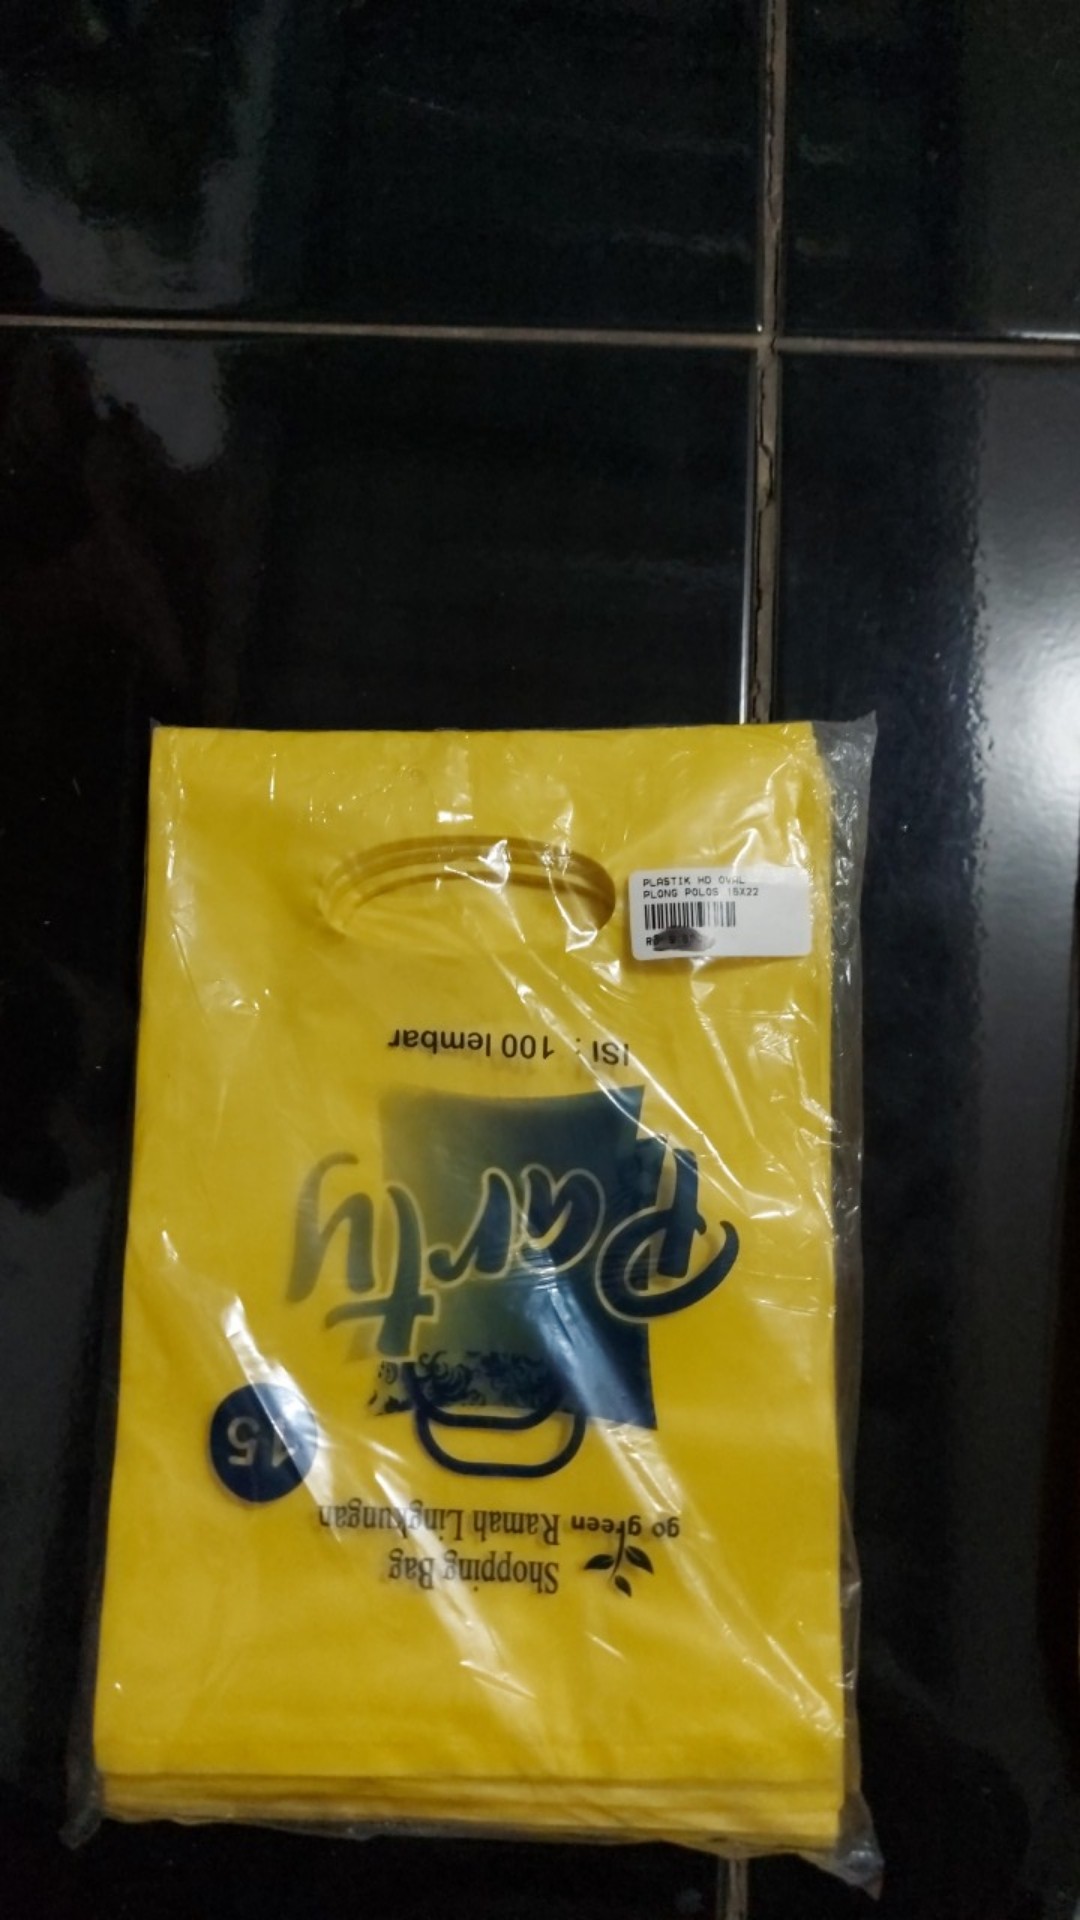 PLASTIK HD OVAL
PLONG POLOS 15X22
Shopping Bag
go green Ramah Lingkungan
15
Party
ISI : 100 lembar